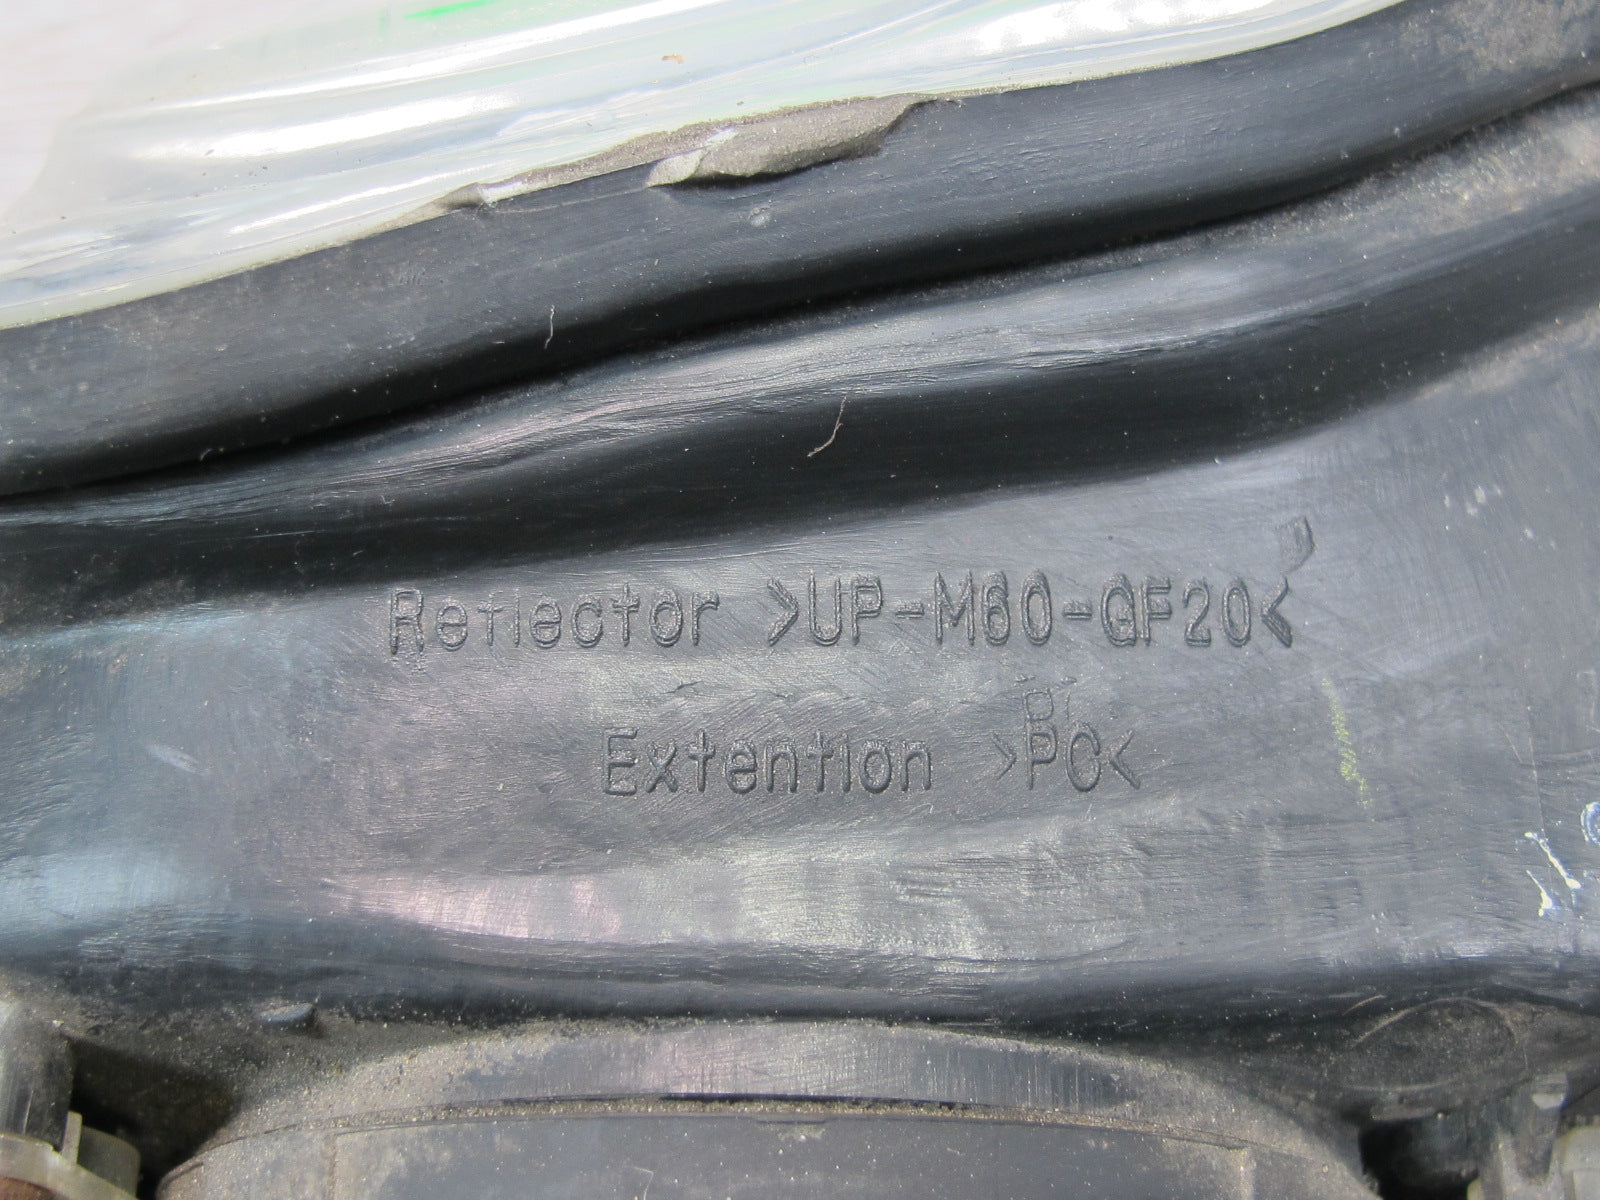 Reflector >UP-M60-GF20<
Extention >PC<